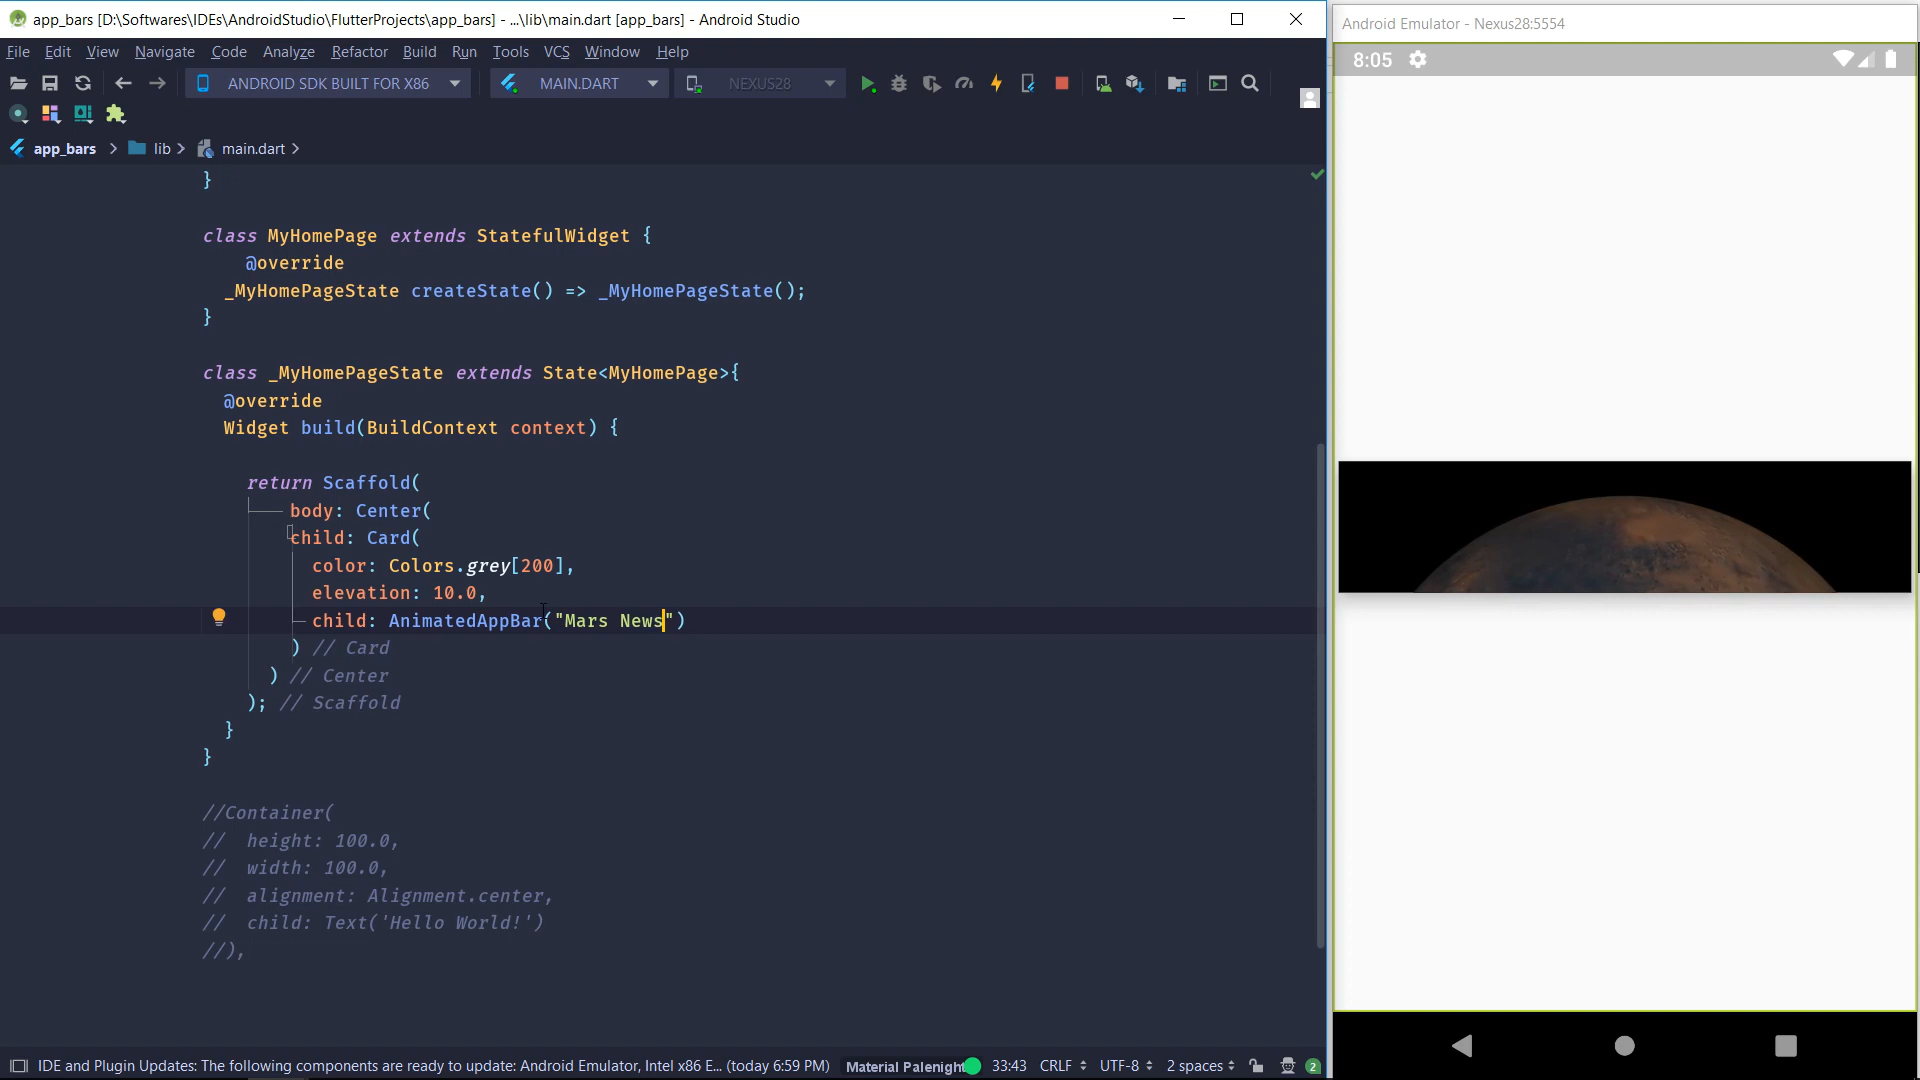 app_bars [D:\Softwares\IDEs\AndroidStudio\FlutterProjects\app_bars] - ...\lib\main.dart [app_bars] - Android Studio
File Edit View Navigate Code Analyze Refactor Build Run Tools VCS Window Help
ANDROID SDK BUILT FOR X86 MAIN.DART NEXUS28
app_bars lib main.dart
}
class MyHomePage extends StatefulWidget {
@override
_MyHomePageState createState() => _MyHomePageState();
}
class _MyHomePageState extends State<MyHomePage>{
@override
Widget build(BuildContext context) {
return Scaffold(
body: Center(
child: Card(
color: Colors.grey[200],
elevation: 10.0,
child: AnimatedAppBar("Mars News")
) // Card
) // Center
); // Scaffold
}
}
//Container(
//  height: 100.0,
//  width: 100.0,
//  alignment: Alignment.center,
//  child: Text('Hello World!')
//),
IDE and Plugin Updates: The following components are ready to update: Android Emulator, Intel x86 E... (today 6:59 PM) Material Palenight 33:43 CRLF UTF-8 2 spaces 2
Android Emulator - Nexus28:5554
8:05